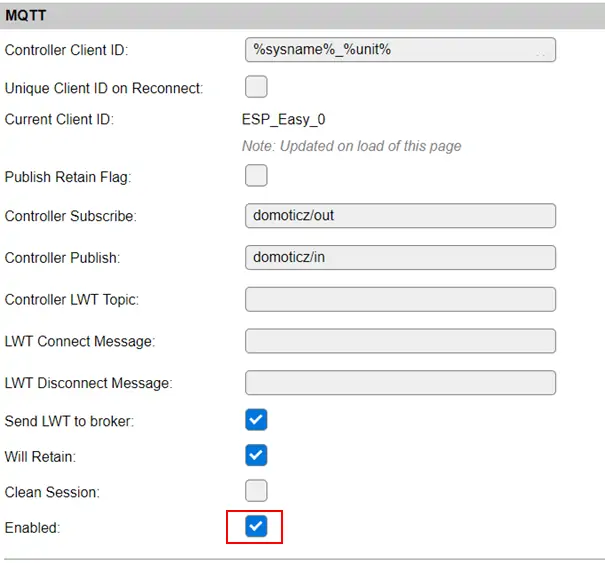 MQTT
Controller Client ID: %sysname%_%unit%
Unique Client ID on Reconnect:
Current Client ID: ESP_Easy_0
Note: Updated on load of this page
Publish Retain Flag:
Controller Subscribe: domoticz/out
Controller Publish: domoticz/in
Controller LWT Topic:
LWT Connect Message:
LWT Disconnect Message:
Send LWT to broker:
Will Retain:
Clean Session:
Enabled: